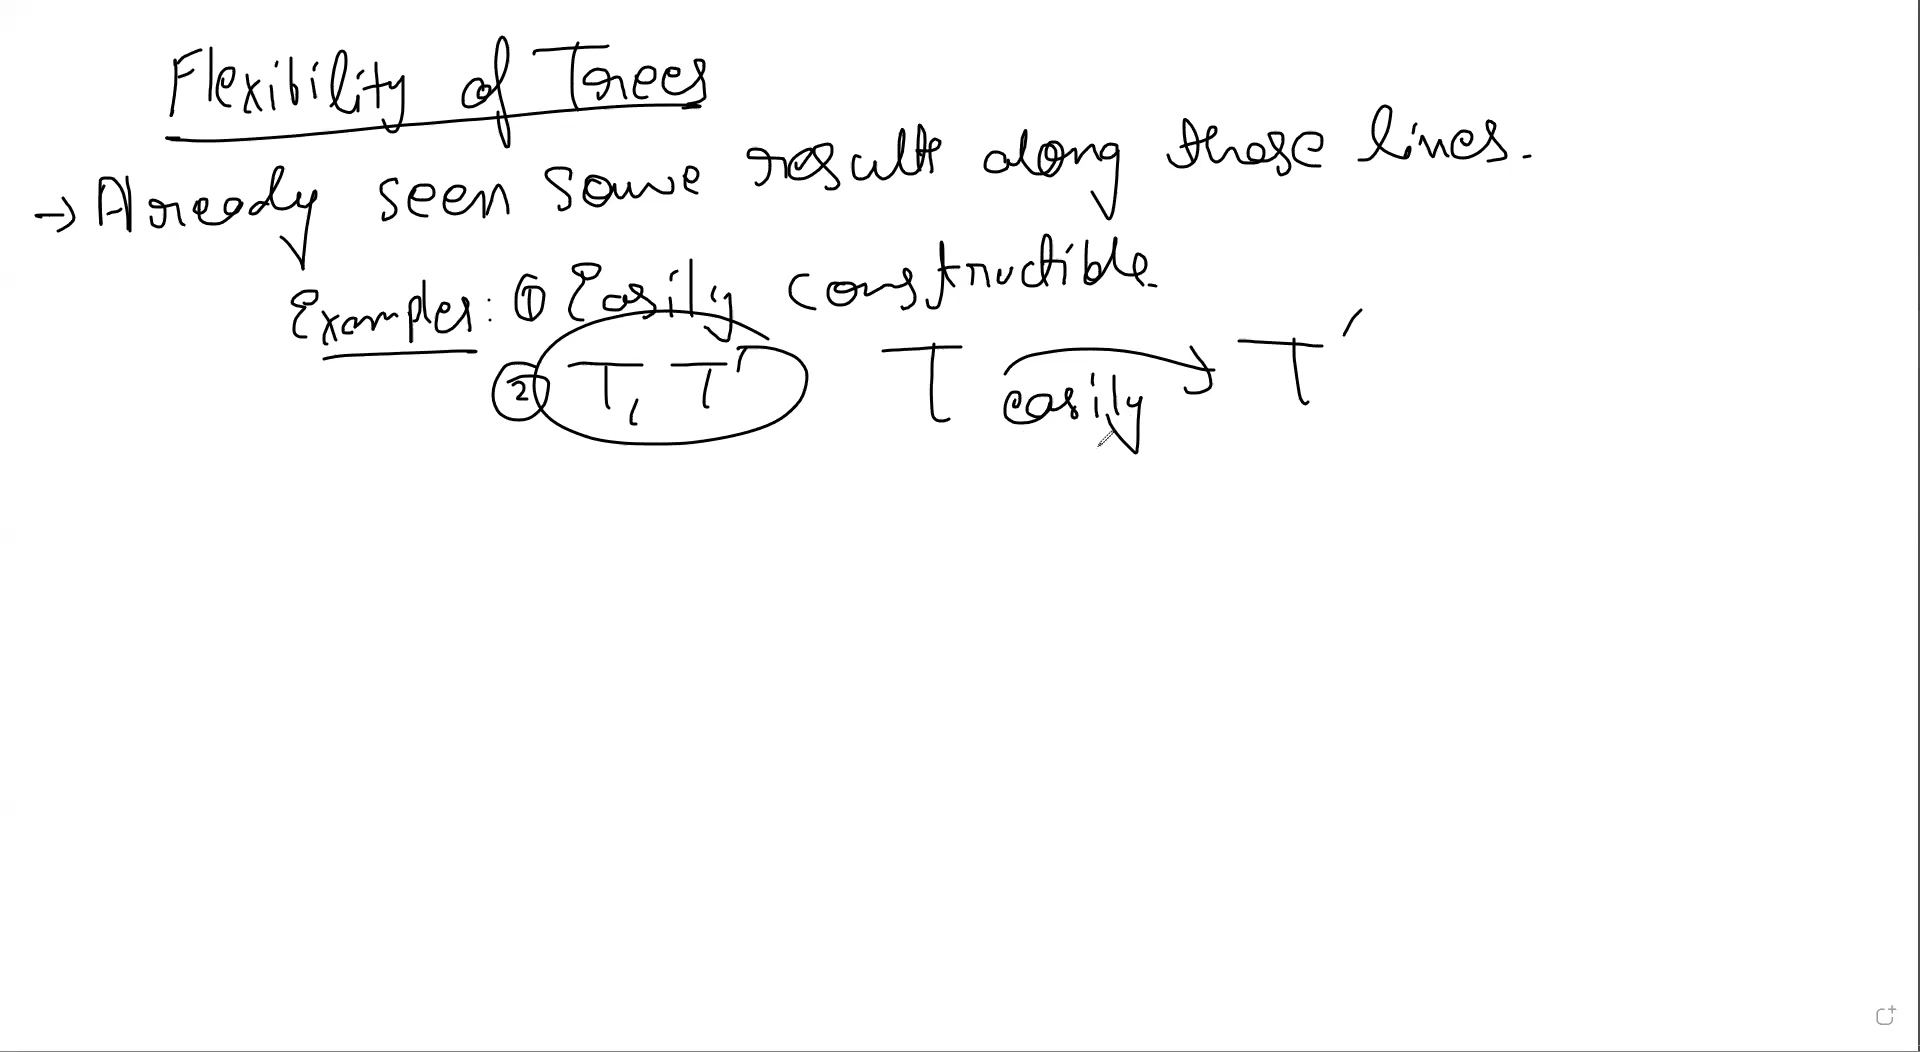 Flexibility of Trees
→ Already seen some results along these lines.
Examples: ① Easily constructible.
② T, T' T easily → T'